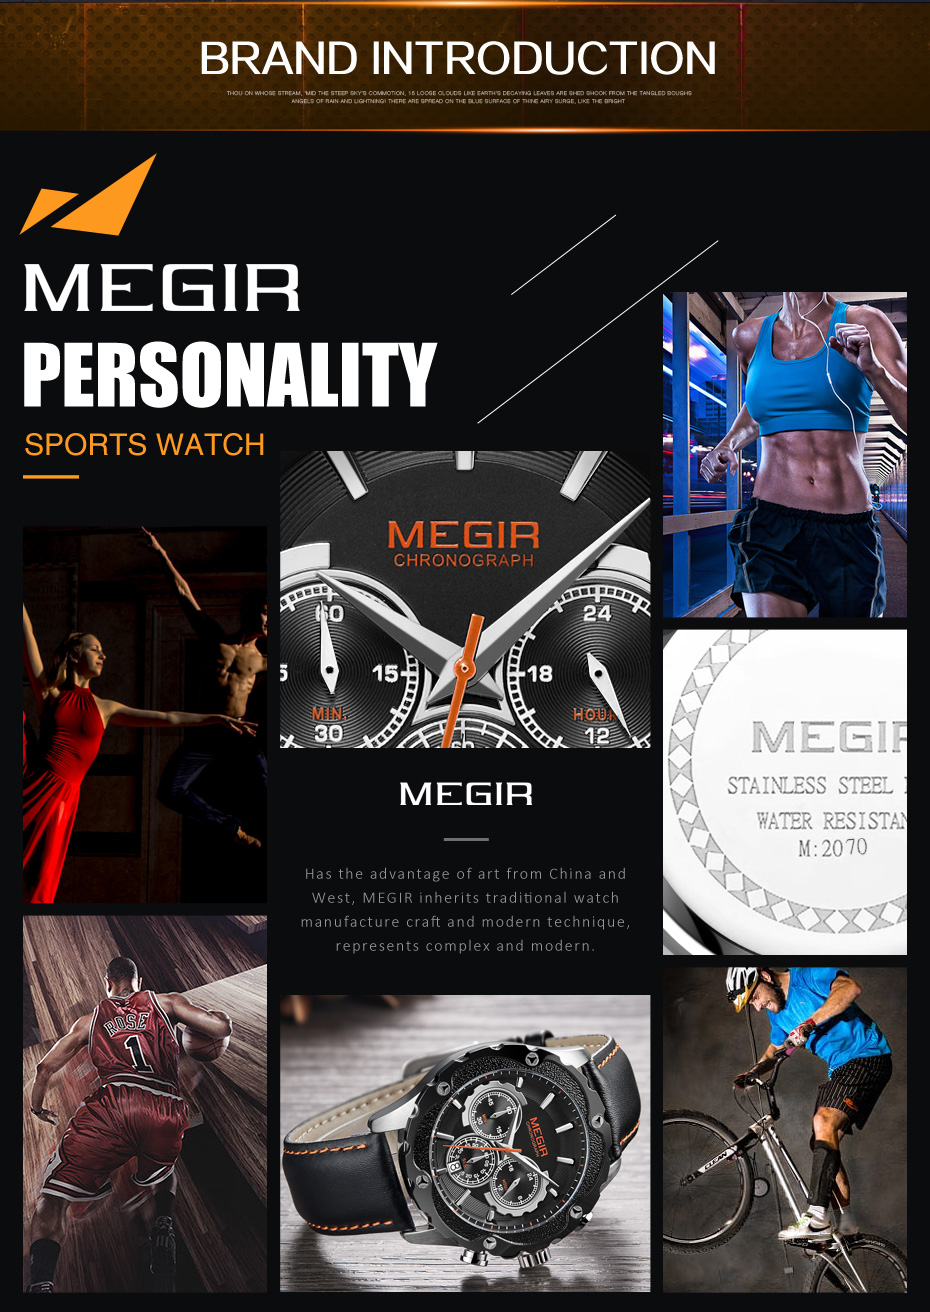 BRAND INTRODUCTION
THOU ON WHOSE STREAM, 'MID THE STEEP SKY'S COMMOTION, 15 LOOSE CLOUDS LIKE EARTH'S DECAYING LEAVES ARE SHED SHOOK FROM THE TANGLED BOUGHS
ANGELS OF RAIN AND LIGHTNING! THERE ARE SPREAD ON THE BLUE SURFACE OF THINE AIRY SURGE, LIKE THE BRIGHT
MEGIR
PERSONALITY
SPORTS WATCH
MEGIR
CHRONOGRAPH
60
15
MIN.
30
24
18
HOUR
12
60
MEGIR
STAINLESS STEEL
WATER RESISTAN
M:2070
MEGIR
Has the advantage of art from China and
West, MEGIR inherits traditional watch
manufacture craft and modern technique,
represents complex and modern.
ROSE
1
MEGIR
CLEAN